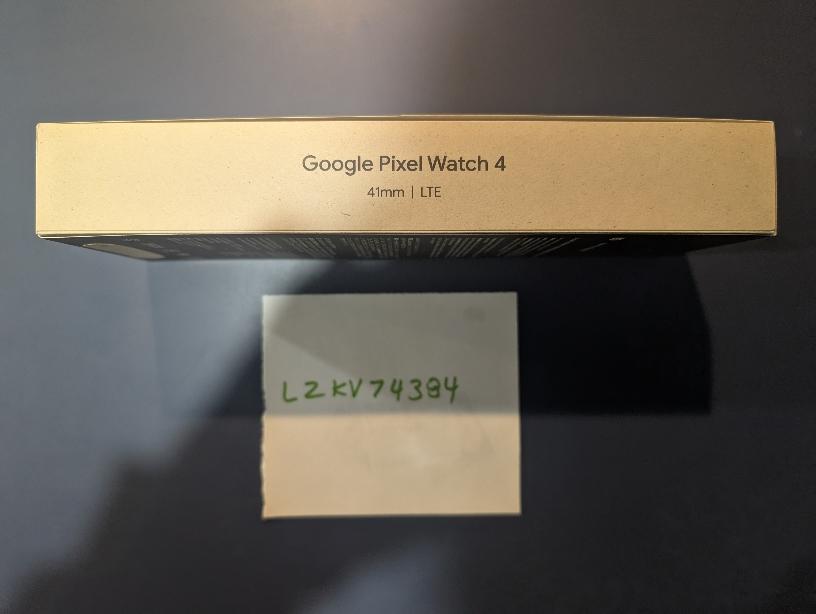 Google Pixel Watch 4
41mm | LTE
LZKV74384